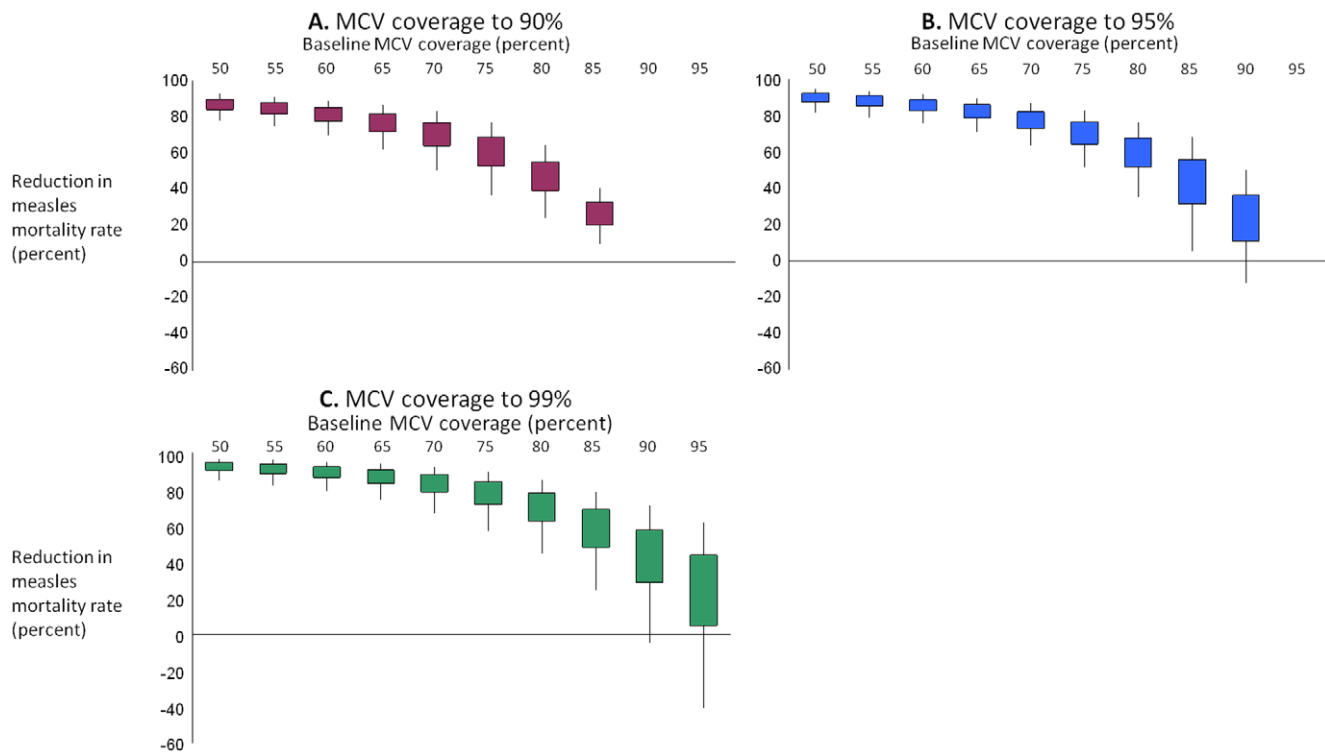 A. MCV coverage to 90%
Baseline MCV coverage (percent)
50 55 60 65 70 75 80 85 90 95
100
80
60
40
20
0
-20
-40
-60
Reduction in
measles
mortality rate
(percent)
B. MCV coverage to 95%
Baseline MCV coverage (percent)
50 55 60 65 70 75 80 85 90 95
100
80
60
40
20
0
-20
-40
-60
C. MCV coverage to 99%
Baseline MCV coverage (percent)
50 55 60 65 70 75 80 85 90 95
100
80
60
40
20
0
-20
-40
-60
Reduction in
measles
mortality rate
(percent)